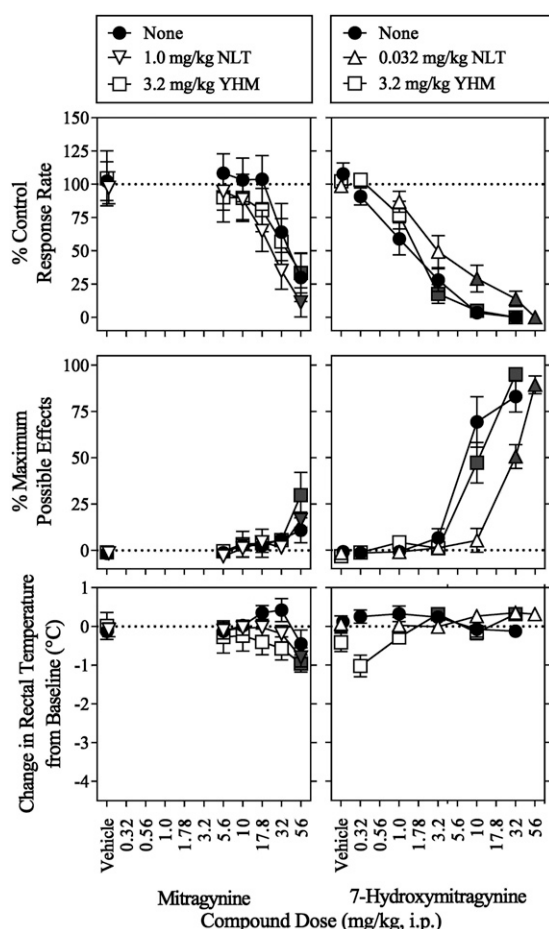 None
1.0 mg/kg NLT
3.2 mg/kg YHM
None
0.032 mg/kg NLT
3.2 mg/kg YHM
% Control
Response Rate
150
125
100
75
50
25
0
% Maximum
Possible Effects
100
75
50
25
0
Change in Rectal Temperature
from Baseline (°C)
1
0
-1
-2
-3
-4
Vehicle
0.32
0.56
1.0
1.78
3.2
5.6
10
17.8
32
56
Vehicle
0.32
0.56
1.0
1.78
3.2
5.6
10
17.8
32
56
Mitragynine
7-Hydroxymitragynine
Compound Dose (mg/kg, i.p.)